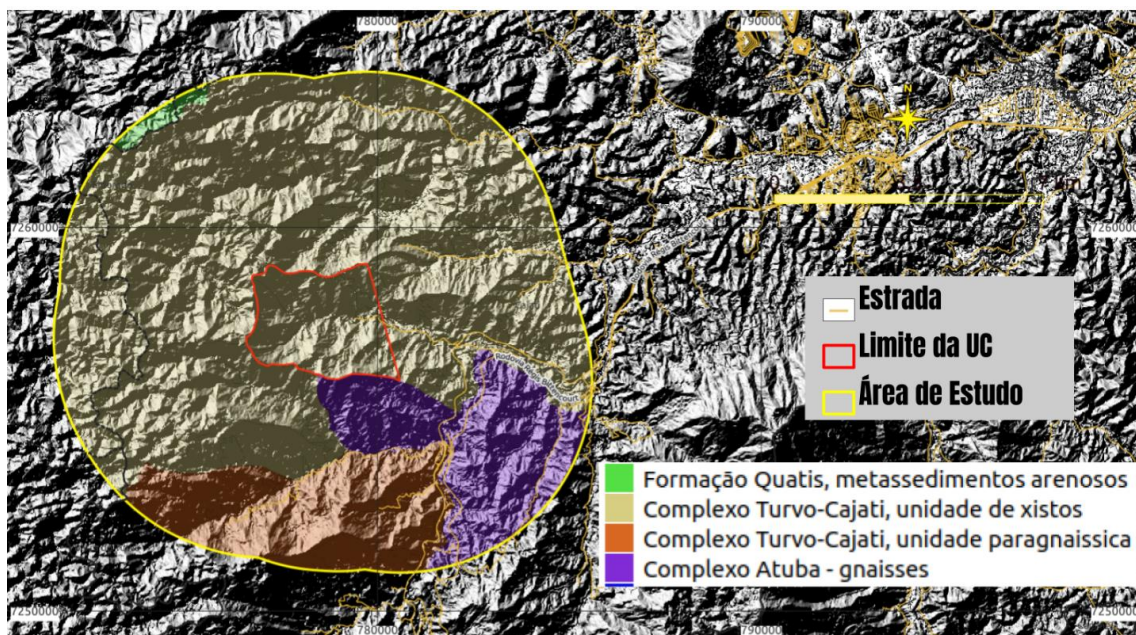 780000
790000
N
7260000
7260000
Estrada
Limite da UC
Área de Estudo
Formação Quatis, metassedimentos arenosos
Complexo Turvo-Cajati, unidade de xistos
Complexo Turvo-Cajati, unidade paragnaissica
Complexo Atuba - gnaisses
7250000
7250000
780000
790000